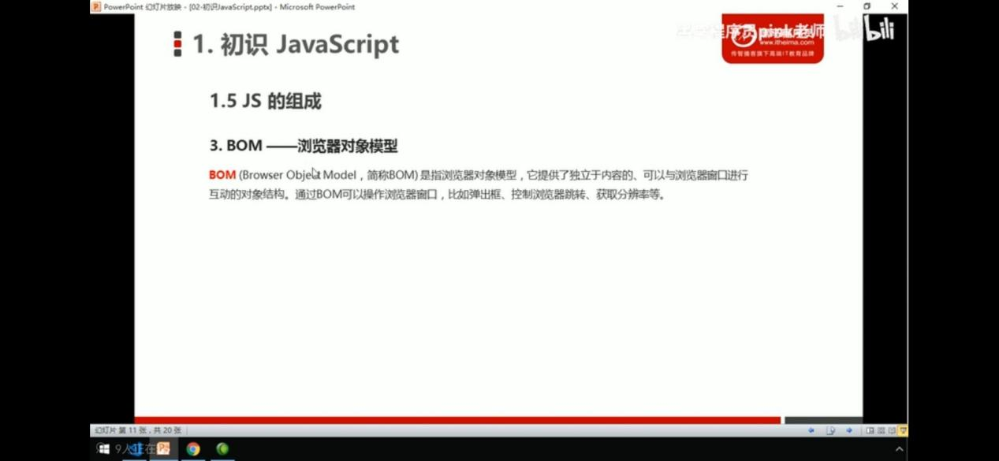 PowerPoint 幻灯片放映 - [02-初识JavaScript.pptx] - Microsoft PowerPoint
1. 初识 JavaScript
程序员pink老师
bilibili
www.itheima.com
传智播客旗下高端IT教育品牌
1.5 JS 的组成
3. BOM ——浏览器对象模型
BOM (Browser Object Model，简称BOM) 是指浏览器对象模型，它提供了独立于内容的、可以与浏览器窗口进行
互动的对象结构。通过BOM可以操作浏览器窗口，比如弹出框、控制浏览器跳转、获取分辨率等。
幻灯片 第 11 张，共 20 张
9人正在